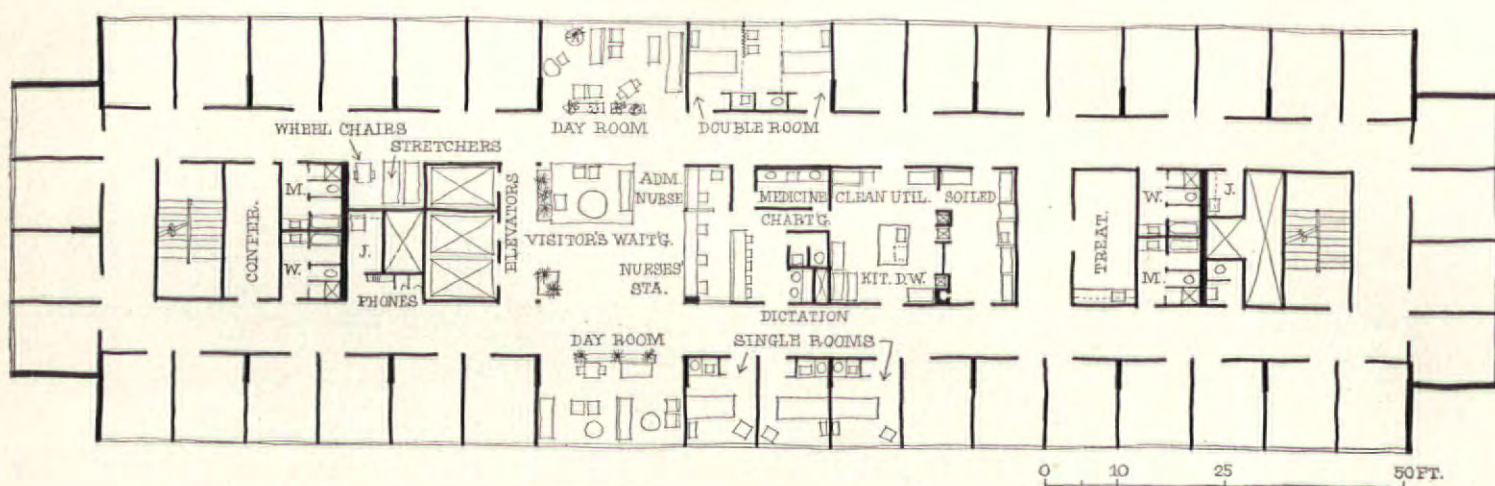 DAY ROOM
DOUBLE ROOM
WHEEL CHAIRS
STRETCHERS
M.
W.
CONFER.
J.
PHONES
ELEVATORS
VISITOR'S WAIT'G.
ADM.
NURSE
NURSES'
STA.
MEDICINE
CLEAN UTIL.
SOILED
CHART'G.
KIT. D.W.
DICTATION
TREAT.
W.
M.
J.
DAY ROOM
SINGLE ROOMS
0 10 25 50 FT.